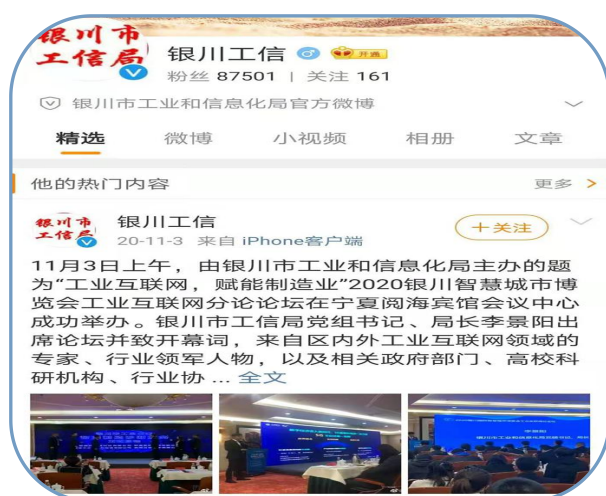 银川市
工信局
银川工信
开通
粉丝 87501 | 关注 161
银川市工业和信息化局官方微博
精选 微博 小视频 相册 文章
他的热门内容
更多 >
银川市
工信局
银川工信
+关注
20-11-3 来自 iPhone客户端
11月3日上午，由银川市工业和信息化局主办的题
为“工业互联网，赋能制造业”2020银川智慧城市博
览会工业互联网分论论坛在宁夏阅海宾馆会议中心
成功举办。银川市工信局党组书记、局长李景阳出
席论坛并致开幕词，来自区内外工业互联网领域的
专家、行业领军人物，以及相关政府部门、高校科
研机构、行业协 ... 全文
李景阳